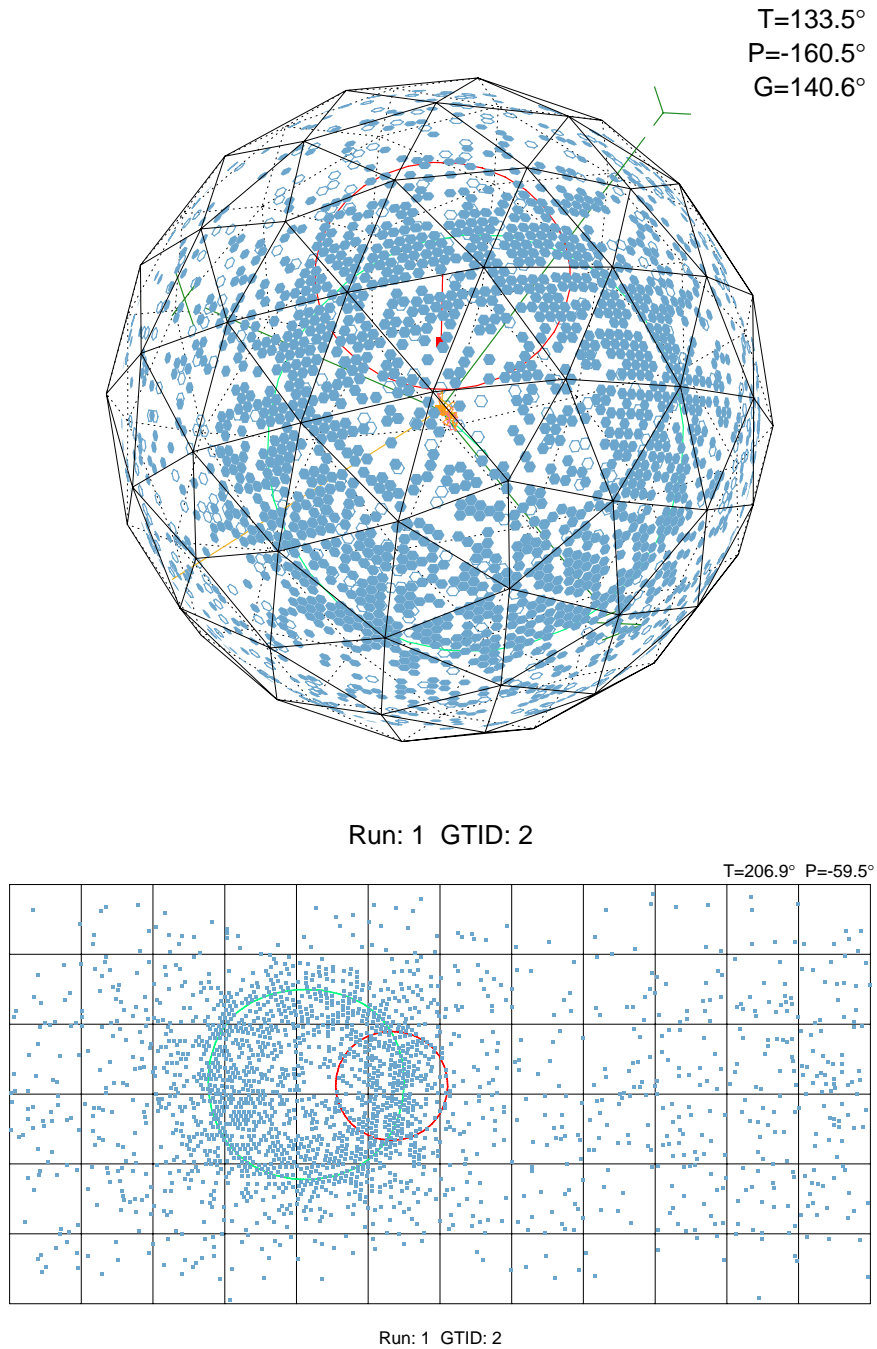 T=133.5°
P=-160.5°
G=140.6°
Run: 1 GTID: 2
T=206.9° P=-59.5°
Run: 1 GTID: 2